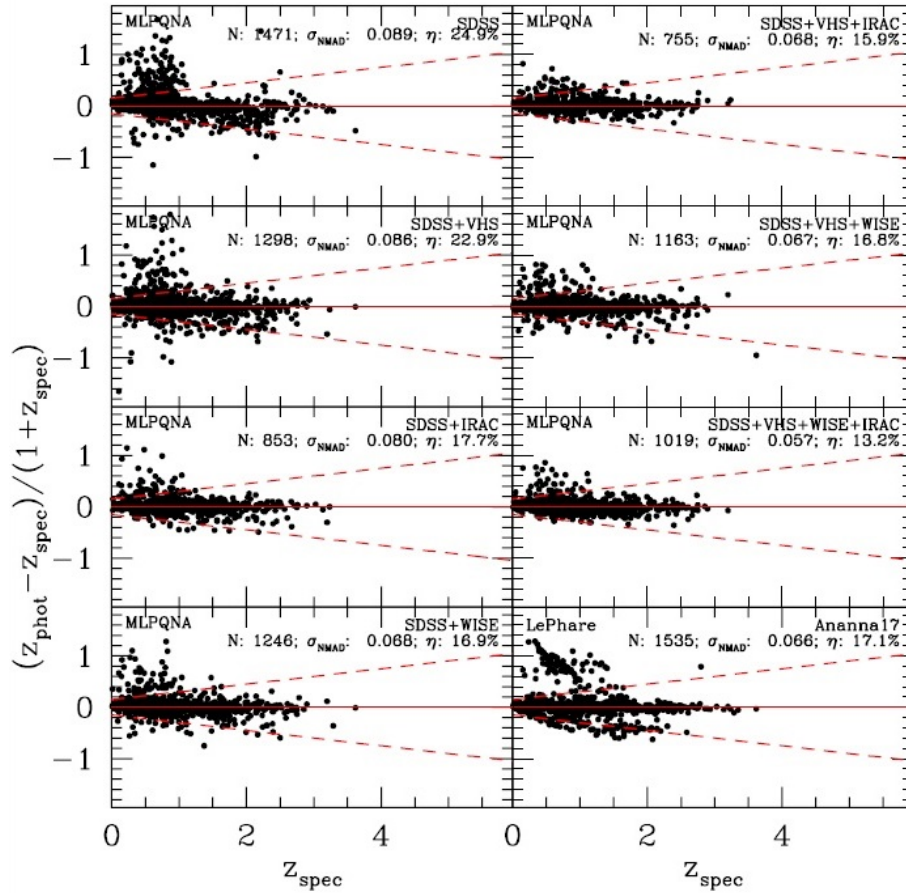 MLPQNA SDSS
N: 1471; σNMAD: 0.089; η: 24.9%
MLPQNA SDSS+VHS+IRAC
N: 755; σNMAD: 0.068; η: 15.9%
1
0
−1
MLPQNA SDSS+VHS
N: 1298; σNMAD: 0.086; η: 22.9%
MLPQNA SDSS+VHS+WISE
N: 1163; σNMAD: 0.067; η: 16.8%
1
0
−1
MLPQNA SDSS+IRAC
N: 853; σNMAD: 0.080; η: 17.7%
MLPQNA SDSS+VHS+WISE+IRAC
N: 1019; σNMAD: 0.057; η: 13.2%
1
0
−1
MLPQNA SDSS+WISE
N: 1246; σNMAD: 0.068; η: 16.9%
LePhare Ananna17
N: 1535; σNMAD: 0.066; η: 17.1%
1
0
−1
(zphot−zspec)/(1+zspec)
0 2 4 0 2 4
zspec zspec